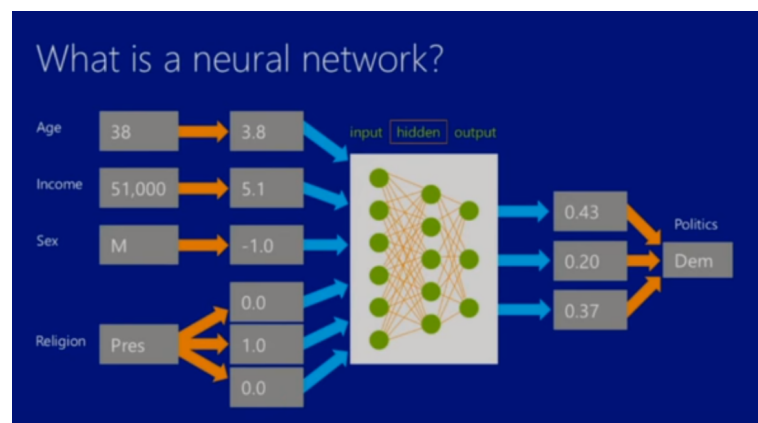 What is a neural network?
Age 38 3.8
input hidden output
Income 51,000 5.1
Sex M -1.0
0.0
Religion Pres 1.0
0.0
0.43
0.20
0.37
Politics
Dem